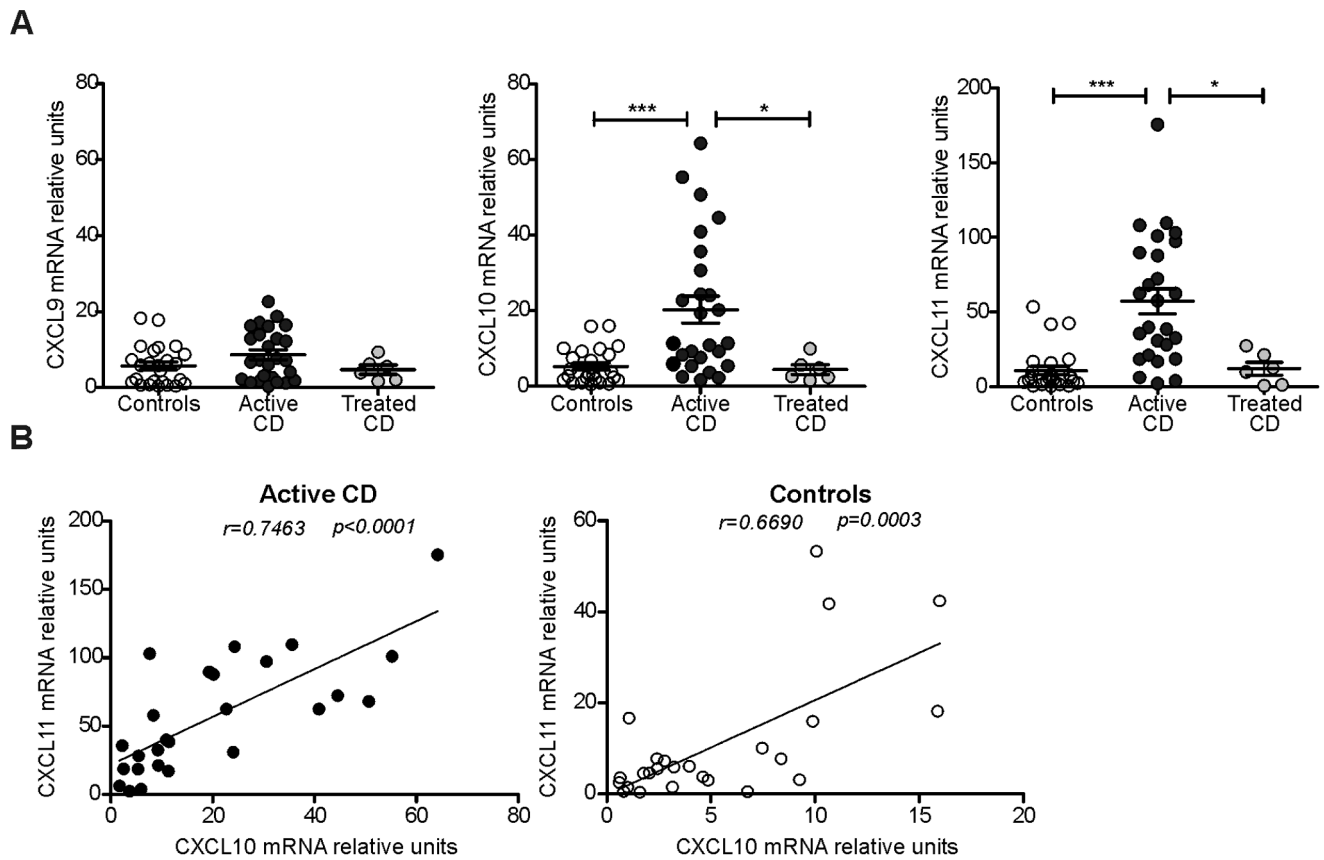 A
CXCL9 mRNA relative units
80
60
40
20
0
Controls
Active
CD
Treated
CD
CXCL10 mRNA relative units
80
60
40
20
0
***
*
Controls
Active
CD
Treated
CD
CXCL11 mRNA relative units
200
150
100
50
0
***
*
Controls
Active
CD
Treated
CD
B
Active CD
r=0.7463 p<0.0001
CXCL11 mRNA relative units
200
150
100
50
0
0 20 40 60 80
CXCL10 mRNA relative units
Controls
r=0.6690 p=0.0003
CXCL11 mRNA relative units
60
40
20
0
0 5 10 15 20
CXCL10 mRNA relative units